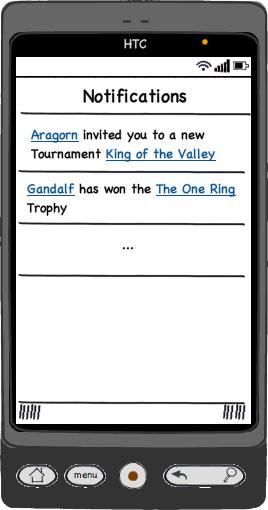 HTC
Notifications
Aragorn invited you to a new
Tournament King of the Valley
Gandalf has won the The One Ring
Trophy
...
menu